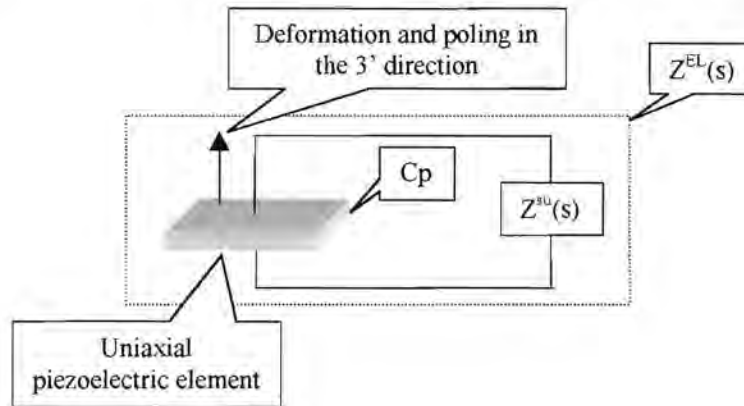 Deformation and poling in
the 3' direction
Z^EL(s)
Cp
Z^su(s)
Uniaxial
piezoelectric element